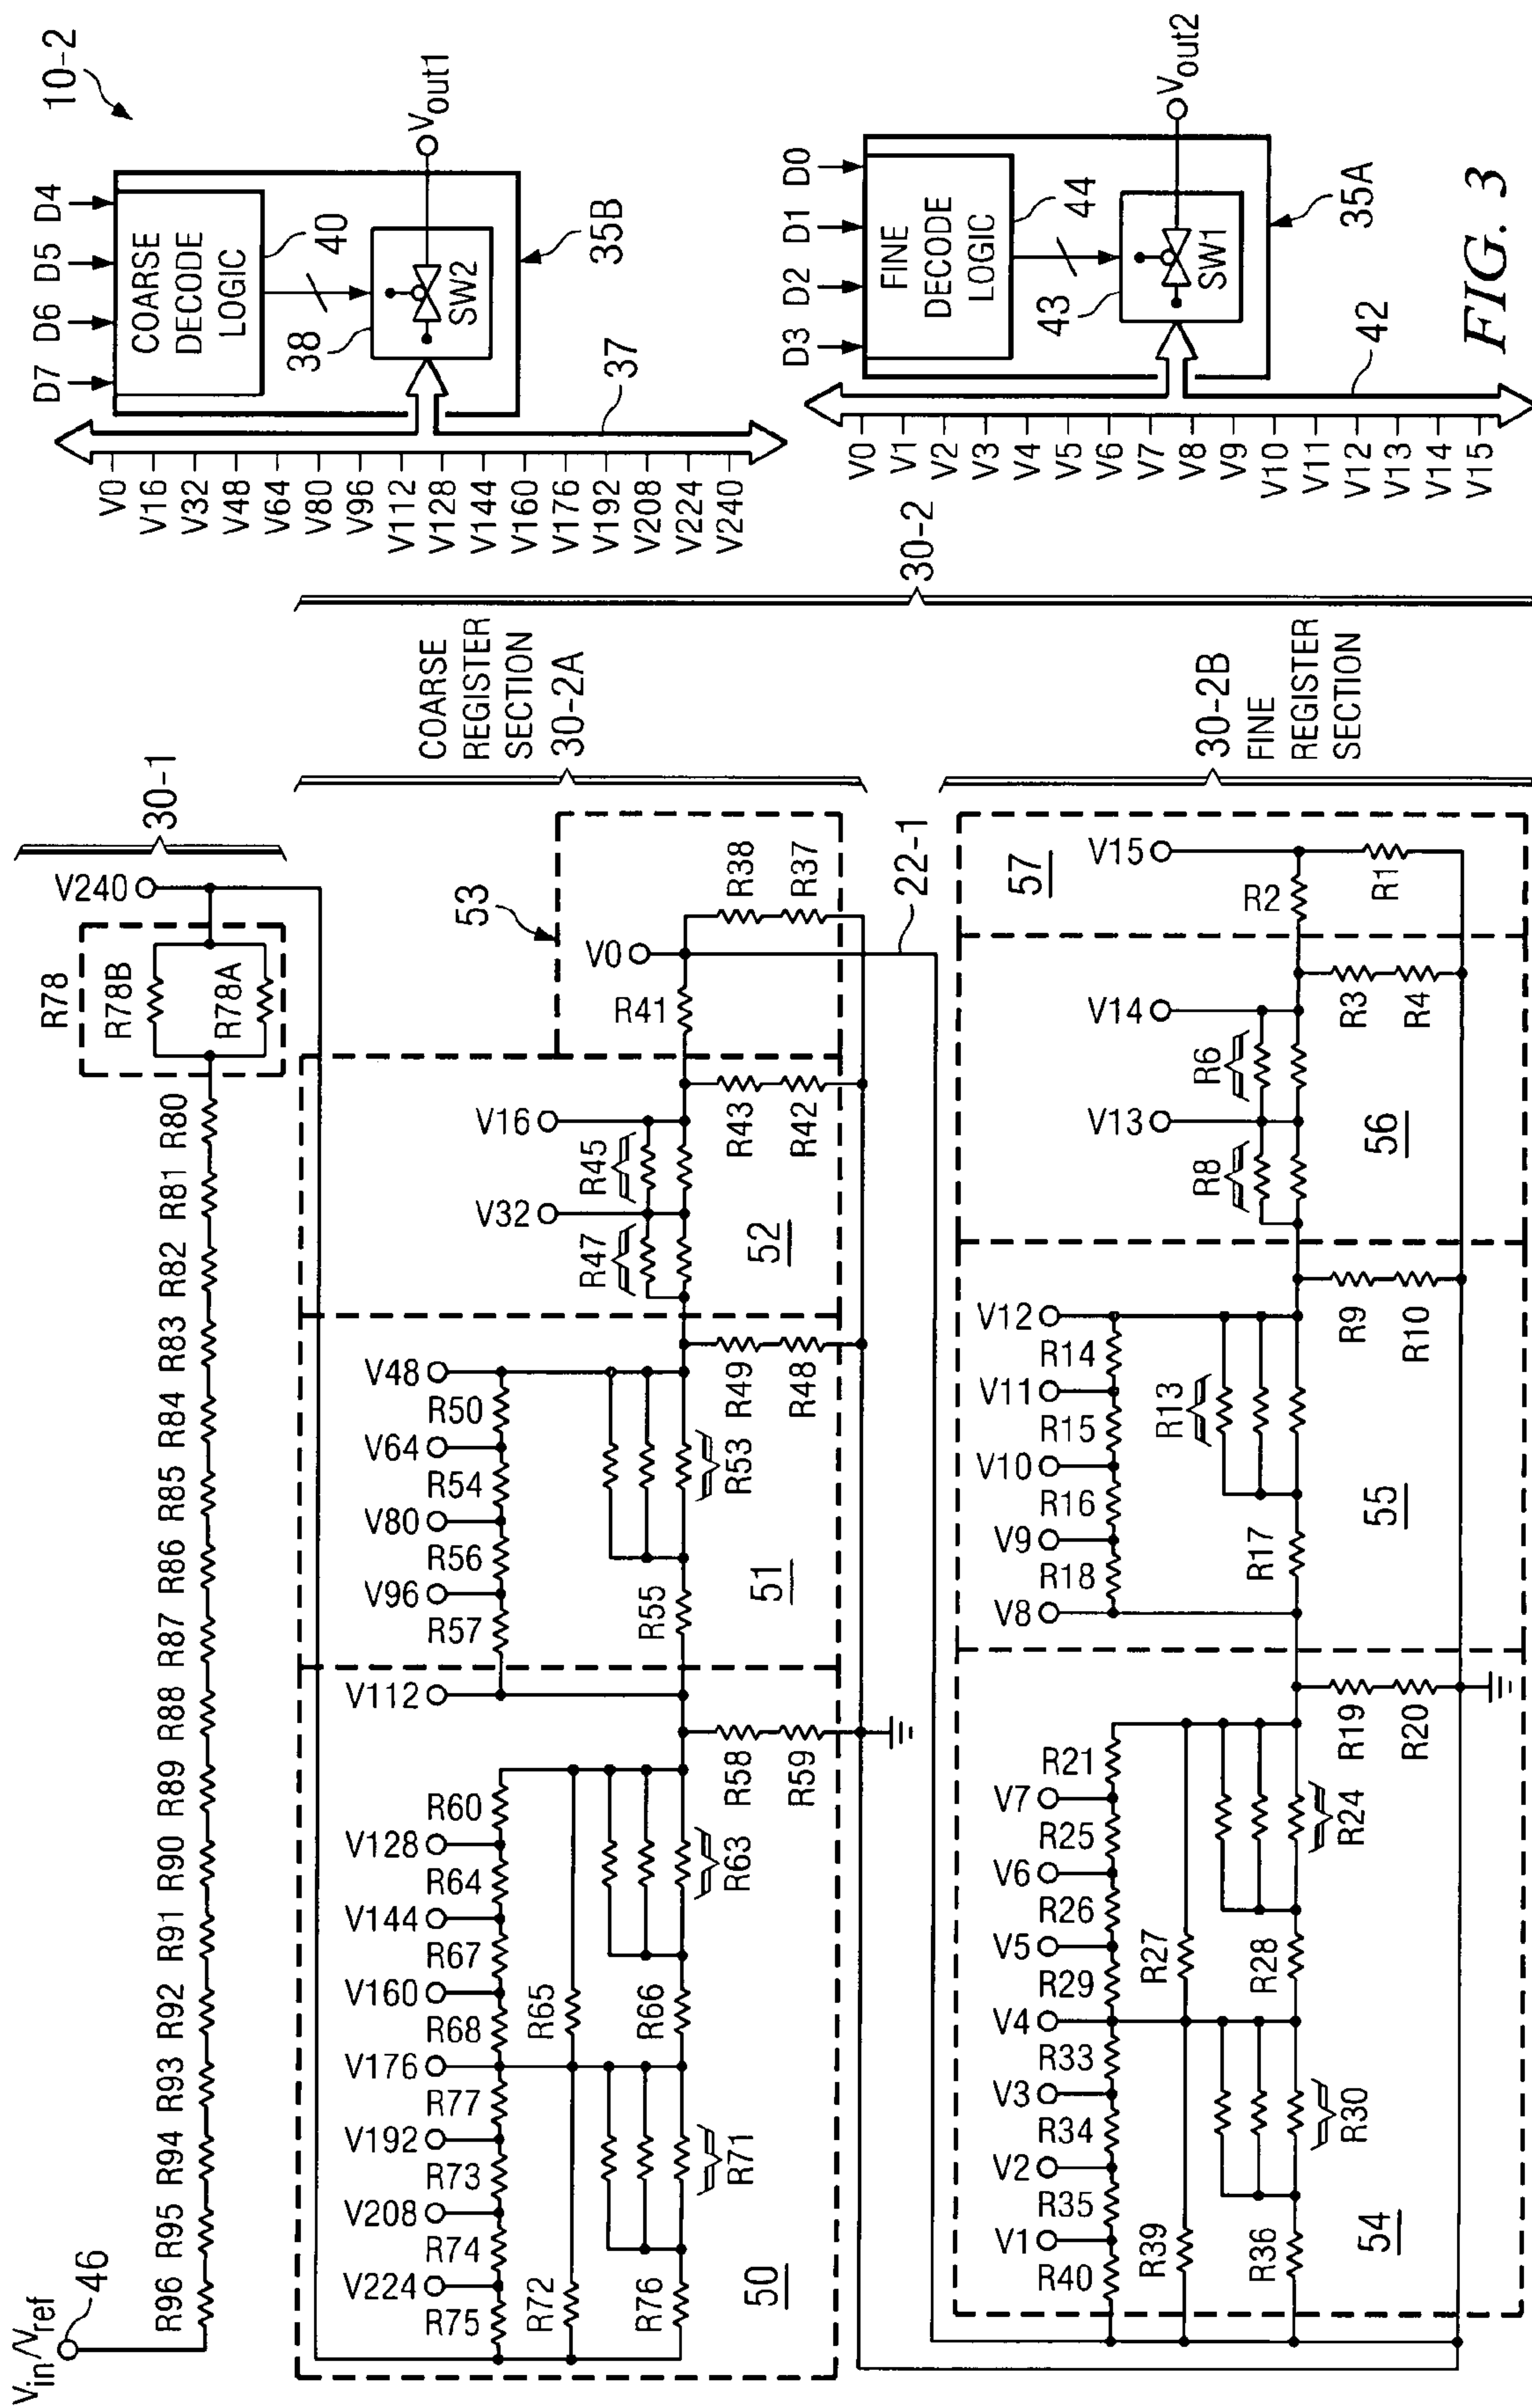 10-2
Vin/Vref
46
R96
R95
R94
R93
R92
R91
R90
R89
R88
R87
R86
R85
R84
R83
R82
R81
R80
R78
R78B
R78A
V240
30-1
COARSE
REGISTER
SECTION
30-2A
V224
V208
V192
V176
V160
V144
V128
V112
V96
V80
V64
V48
V32
V16
V0
R75
R74
R73
R77
R68
R67
R64
R60
R57
R56
R54
R50
R47
R45
R41
R38
R37
R72
R65
R76
R71
R66
R63
R55
R53
R58
R59
R49
R48
R43
R42
50
51
52
53
22-1
30-2
30-2B
FINE
REGISTER
SECTION
V1
V2
V3
V4
V5
V6
V7
V8
V9
V10
V11
V12
V13
V14
V15
R40
R35
R34
R33
R29
R26
R25
R21
R18
R16
R15
R14
R8
R6
R2
R1
R39
R27
R36
R30
R28
R24
R17
R13
R19
R20
R9
R10
R3
R4
54
55
56
57
D7 D6 D5 D4
COARSE
DECODE
LOGIC
40
38
SW2
Vout1
35B
37
V0
V16
V32
V48
V64
V80
V96
V112
V128
V144
V160
V176
V192
V208
V224
V240
D3 D2 D1 D0
FINE
DECODE
LOGIC
44
43
SW1
Vout2
35A
42
V0
V1
V2
V3
V4
V5
V6
V7
V8
V9
V10
V11
V12
V13
V14
V15
FIG. 3